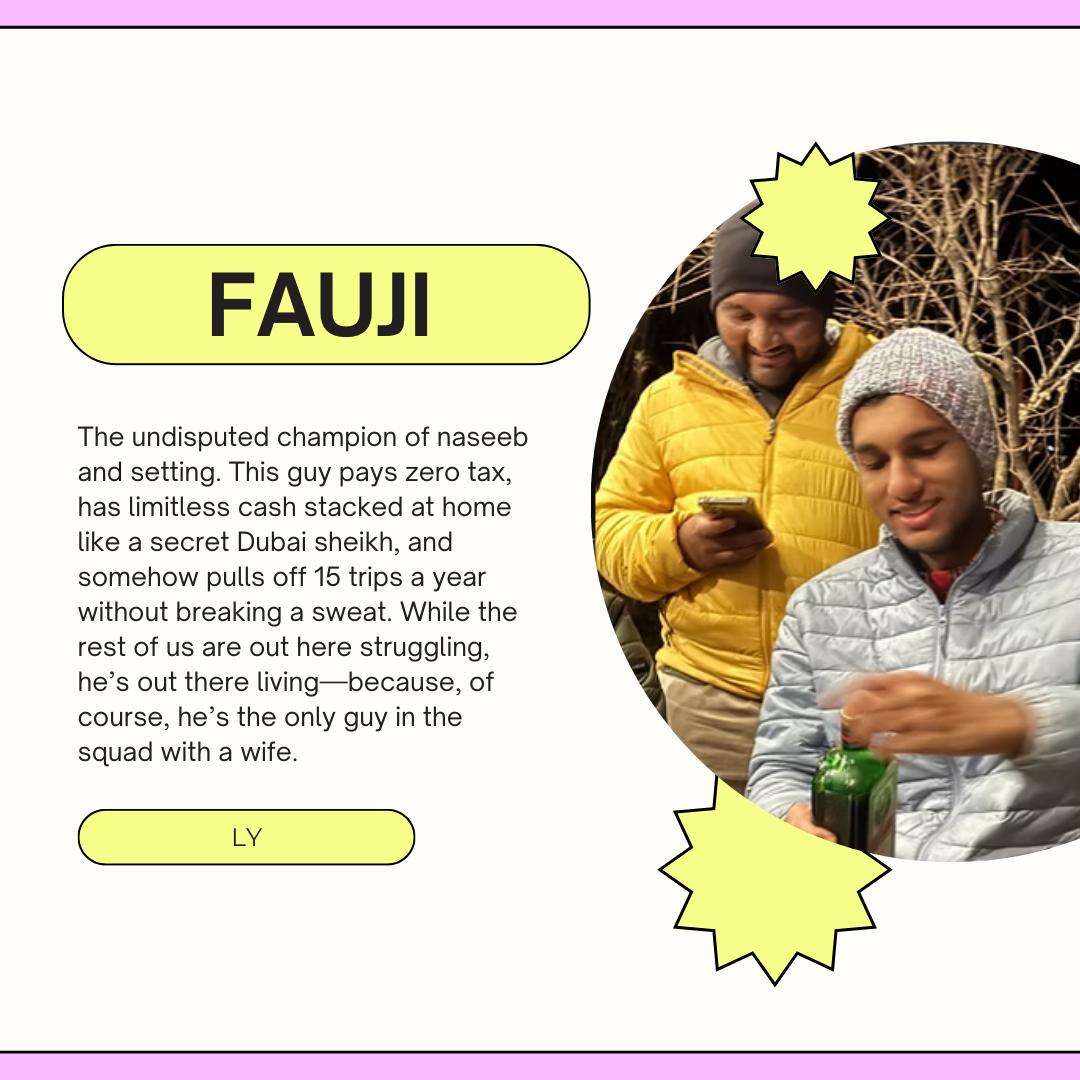 FAUJI
The undisputed champion of naseeb
and setting. This guy pays zero tax,
has limitless cash stacked at home
like a secret Dubai sheikh, and
somehow pulls off 15 trips a year
without breaking a sweat. While the
rest of us are out here struggling,
he’s out there living—because, of
course, he’s the only guy in the
squad with a wife.
LY